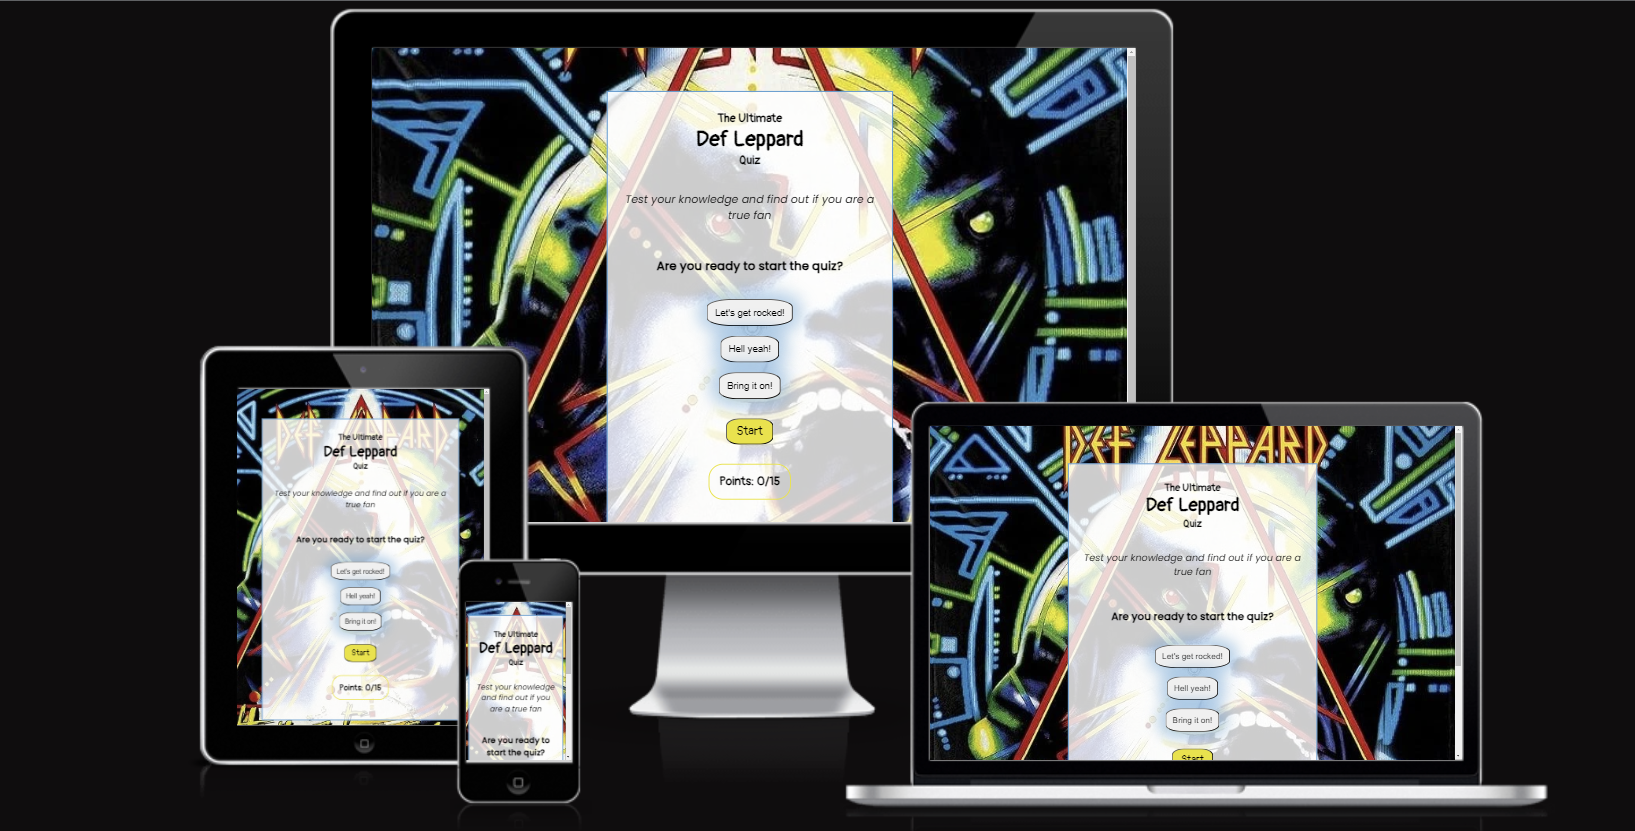 The Ultimate
Def Leppard
Quiz
Test your knowledge and find out if you are a
true fan
Are you ready to start the quiz?
Let's get rocked!
Hell yeah!
Bring it on!
Start
Points: 0/15
DEF LEPPARD
The Ultimate
Def Leppard
Quiz
Test your knowledge and find out if you are a
true fan
Are you ready to start the quiz?
Let's get rocked!
Hell yeah!
Bring it on!
Start
Points: 0/15
The Ultimate
Def Leppard
Quiz
Test your knowledge
and find out if you
are a true fan
Are you ready to
start the quiz?
DEF LEPPARD
The Ultimate
Def Leppard
Quiz
Test your knowledge and find out if you are a
true fan
Are you ready to start the quiz?
Let's get rocked!
Hell yeah!
Bring it on!
Start